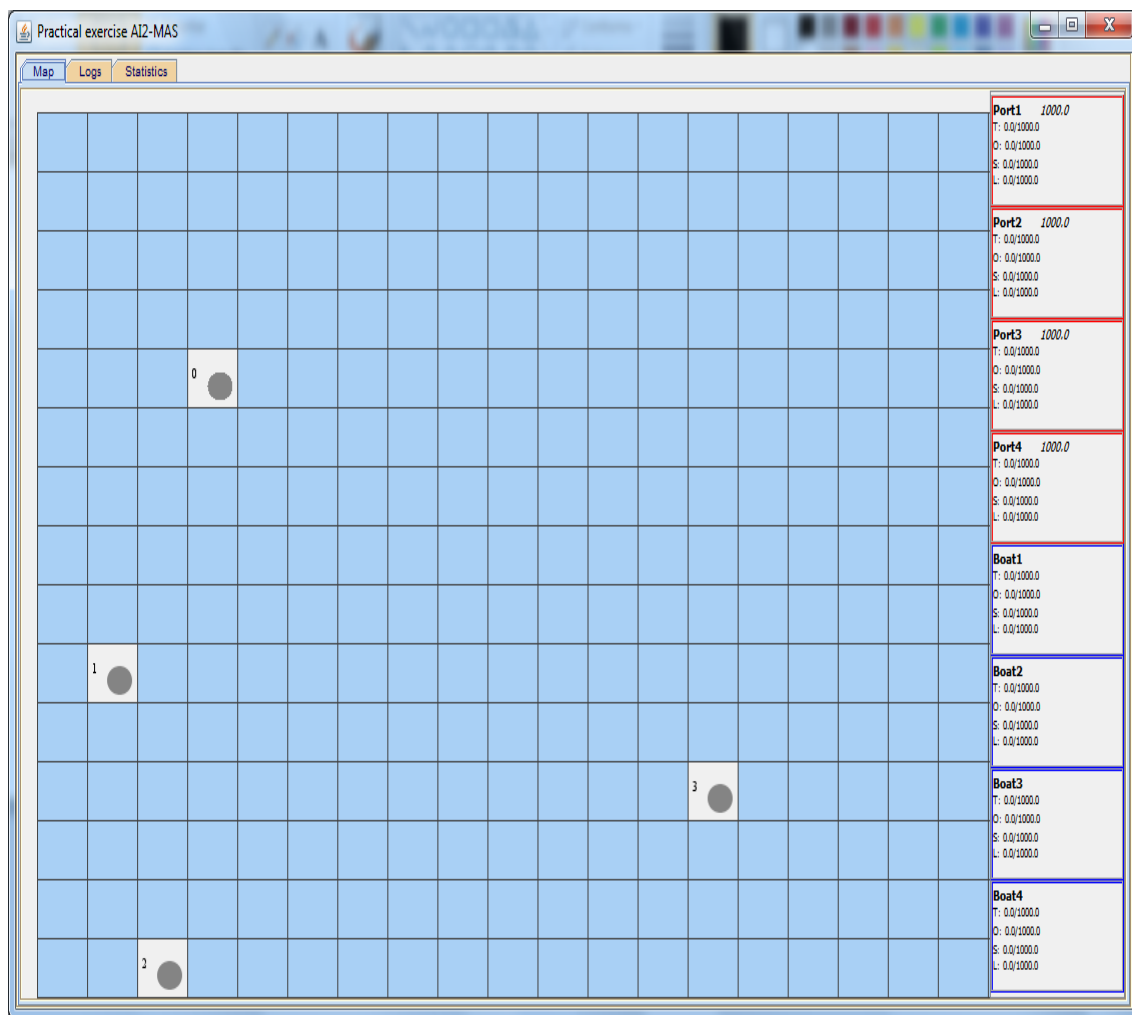 Practical exercise AI2-MAS
Map Logs Statistics
0
1
3
2
Port1 1000.0
T: 0.0/1000.0
O: 0.0/1000.0
S: 0.0/1000.0
L: 0.0/1000.0
Port2 1000.0
T: 0.0/1000.0
O: 0.0/1000.0
S: 0.0/1000.0
L: 0.0/1000.0
Port3 1000.0
T: 0.0/1000.0
O: 0.0/1000.0
S: 0.0/1000.0
L: 0.0/1000.0
Port4 1000.0
T: 0.0/1000.0
O: 0.0/1000.0
S: 0.0/1000.0
L: 0.0/1000.0
Boat1
T: 0.0/1000.0
O: 0.0/1000.0
S: 0.0/1000.0
L: 0.0/1000.0
Boat2
T: 0.0/1000.0
O: 0.0/1000.0
S: 0.0/1000.0
L: 0.0/1000.0
Boat3
T: 0.0/1000.0
O: 0.0/1000.0
S: 0.0/1000.0
L: 0.0/1000.0
Boat4
T: 0.0/1000.0
O: 0.0/1000.0
S: 0.0/1000.0
L: 0.0/1000.0